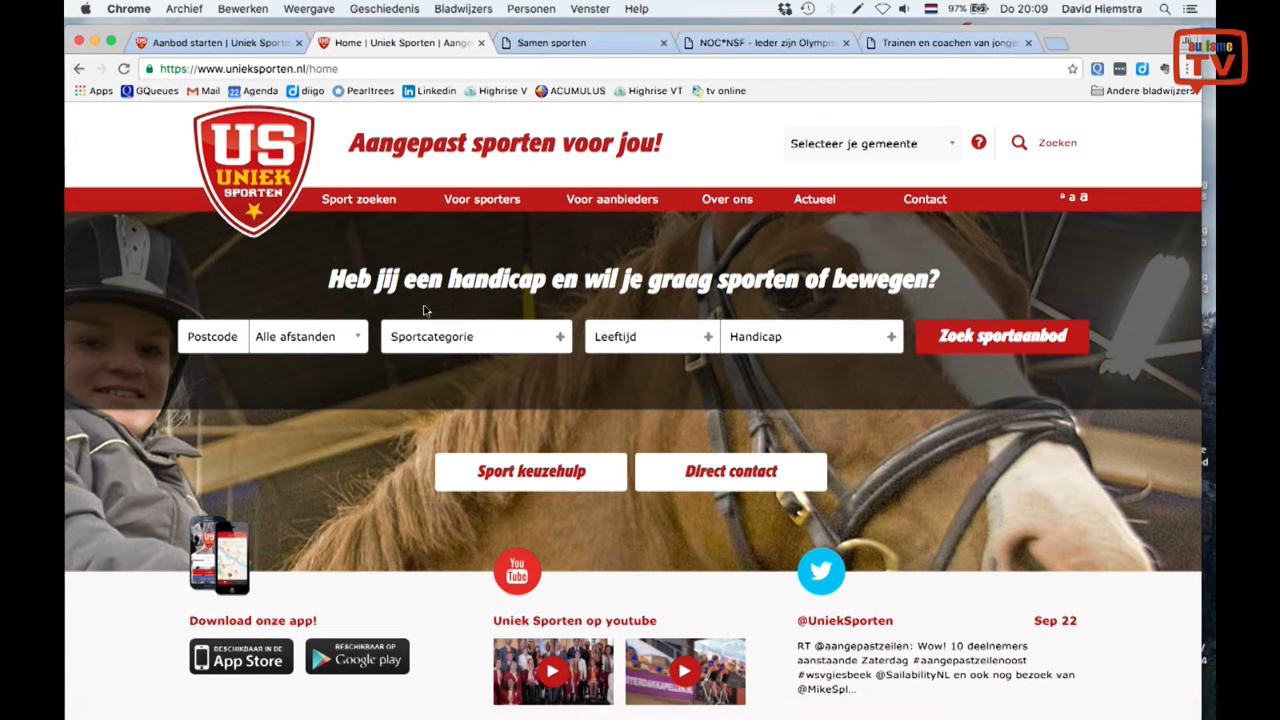 Chrome Archief Bewerken Weergave Geschiedenis Bladwijzers Personen Venster Help 97% Do 20:09 David Hiemstra
Aanbod starten | Uniek Sport Home | Uniek Sporten | Aange Samen sporten NOC*NSF - Ieder zijn Olympis Trainen en coachen van jonge
autisme
TV
https://www.unieksporten.nl/home
Apps GQueues Mail 22 Agenda diigo Pearltrees Linkedin Highrise V ACUMULUS Highrise VT tv online Andere bladwijzers
US
UNIEK
SPORTEN
Aangepast sporten voor jou!
Selecteer je gemeente ? Zoeken
Sport zoeken Voor sporters Voor aanbieders Over ons Actueel Contact a a a
Heb jij een handicap en wil je graag sporten of bewegen?
Postcode Alle afstanden Sportcategorie + Leeftijd + Handicap + Zoek sportaanbod
Sport keuzehulp Direct contact
You
Tube
Download onze app! Uniek Sporten op youtube @UniekSporten Sep 22
BESCHIKBAAR IN DE
App Store
BESCHIKBAAR OP
Google play
RT @aangepastzeilen: Wow! 10 deelnemers
aanstaande Zaterdag #aangepastzeilenoost
#wsvgiesbeek @SailabilityNL en ook nog bezoek van
@MikeSpl...